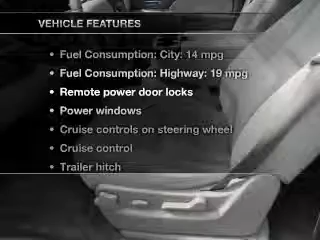 VEHICLE FEATURES
• Fuel Consumption: City: 14 mpg
• Fuel Consumption: Highway: 19 mpg
• Remote power door locks
• Power windows
• Cruise controls on steering wheel
• Cruise control
• Trailer hitch